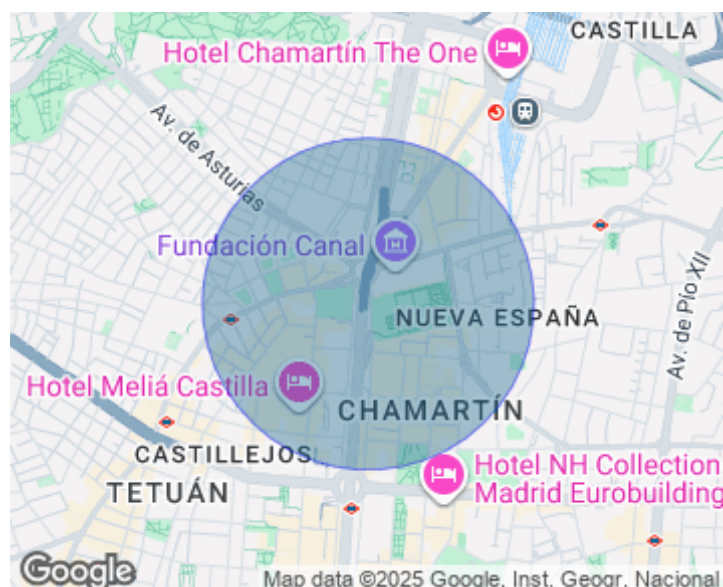 CASTILLA
Hotel Chamartín The One
Av. de Asturias
Fundación Canal
Av. de Pío XII
NUEVA ESPAÑA
Hotel Meliá Castilla
CHAMARTÍN
CASTILLEJOS
TETUÁN
Hotel NH Collection
Madrid Eurobuilding
Google
Map data ©2025 Google, Inst. Geogr. Nacional